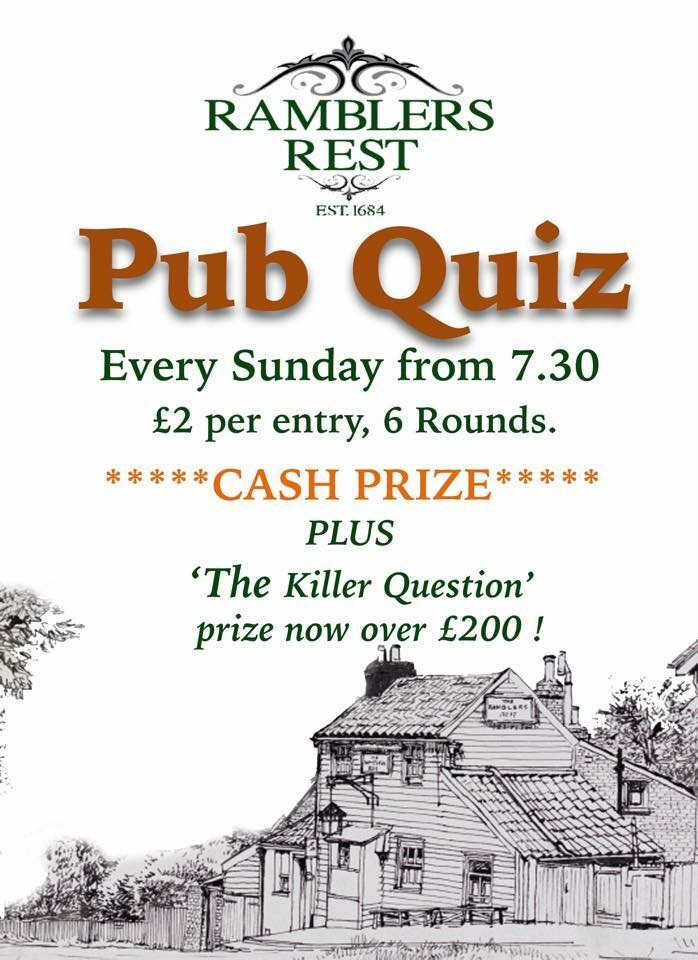 RAMBLERS
REST
EST. 1684
Pub Quiz
Every Sunday from 7.30
£2 per entry, 6 Rounds.
*****CASH PRIZE*****
PLUS
‘The Killer Question’
prize now over £200 !
THE
RAMBLERS
REST